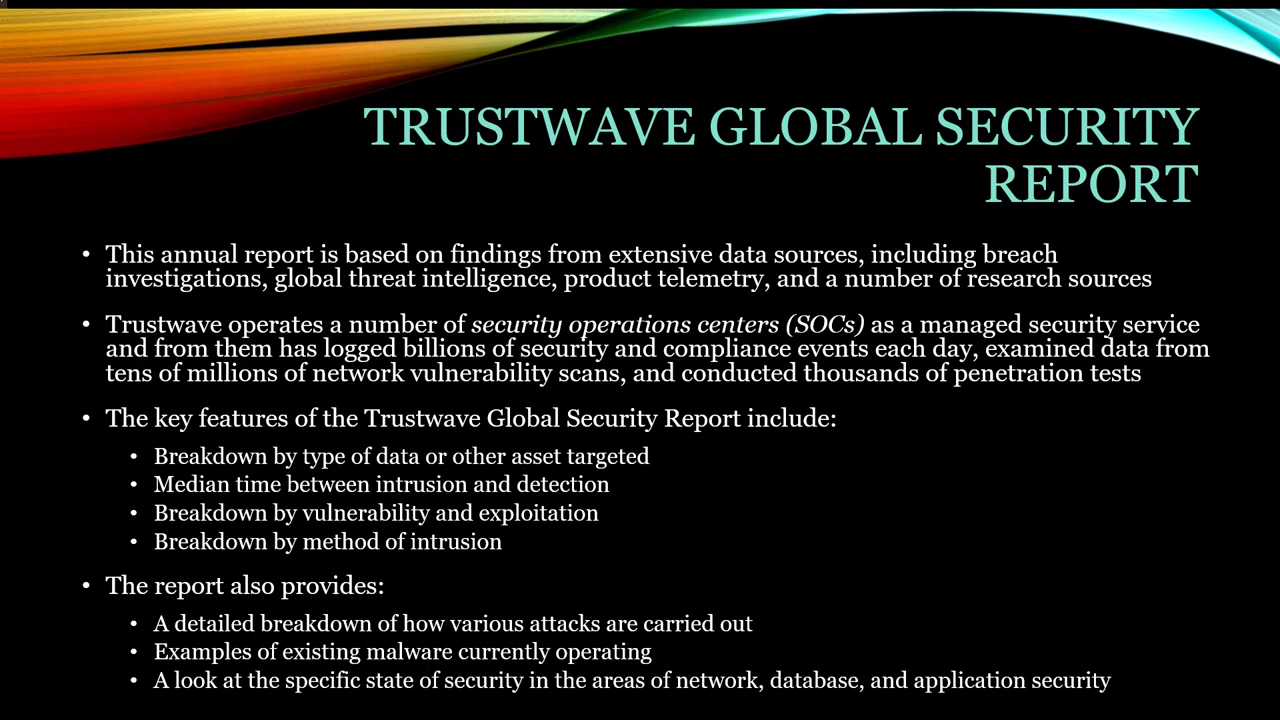 TRUSTWAVE GLOBAL SECURITY
REPORT
• This annual report is based on findings from extensive data sources, including breach
investigations, global threat intelligence, product telemetry, and a number of research sources
• Trustwave operates a number of security operations centers (SOCs) as a managed security service
and from them has logged billions of security and compliance events each day, examined data from
tens of millions of network vulnerability scans, and conducted thousands of penetration tests
• The key features of the Trustwave Global Security Report include:
• Breakdown by type of data or other asset targeted
• Median time between intrusion and detection
• Breakdown by vulnerability and exploitation
• Breakdown by method of intrusion
• The report also provides:
• A detailed breakdown of how various attacks are carried out
• Examples of existing malware currently operating
• A look at the specific state of security in the areas of network, database, and application security